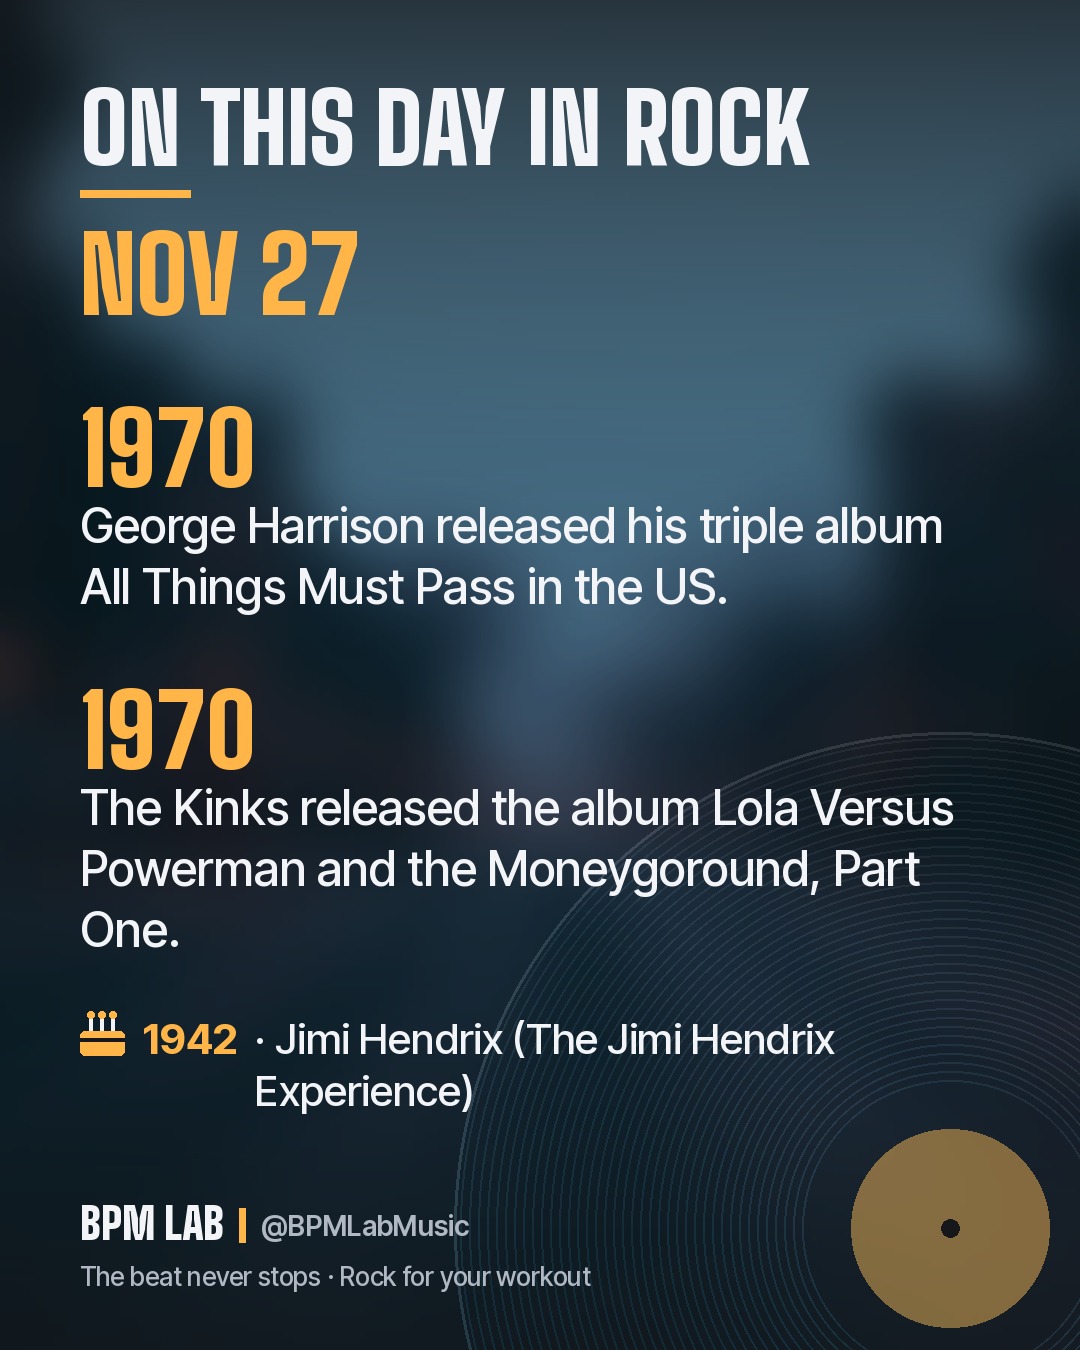 ON THIS DAY IN ROCK
NOV 27
1970
George Harrison released his triple album
All Things Must Pass in the US.
1970
The Kinks released the album Lola Versus
Powerman and the Moneygoround, Part
One.
1942 · Jimi Hendrix (The Jimi Hendrix
Experience)
BPM LAB | @BPMLabMusic
The beat never stops · Rock for your workout